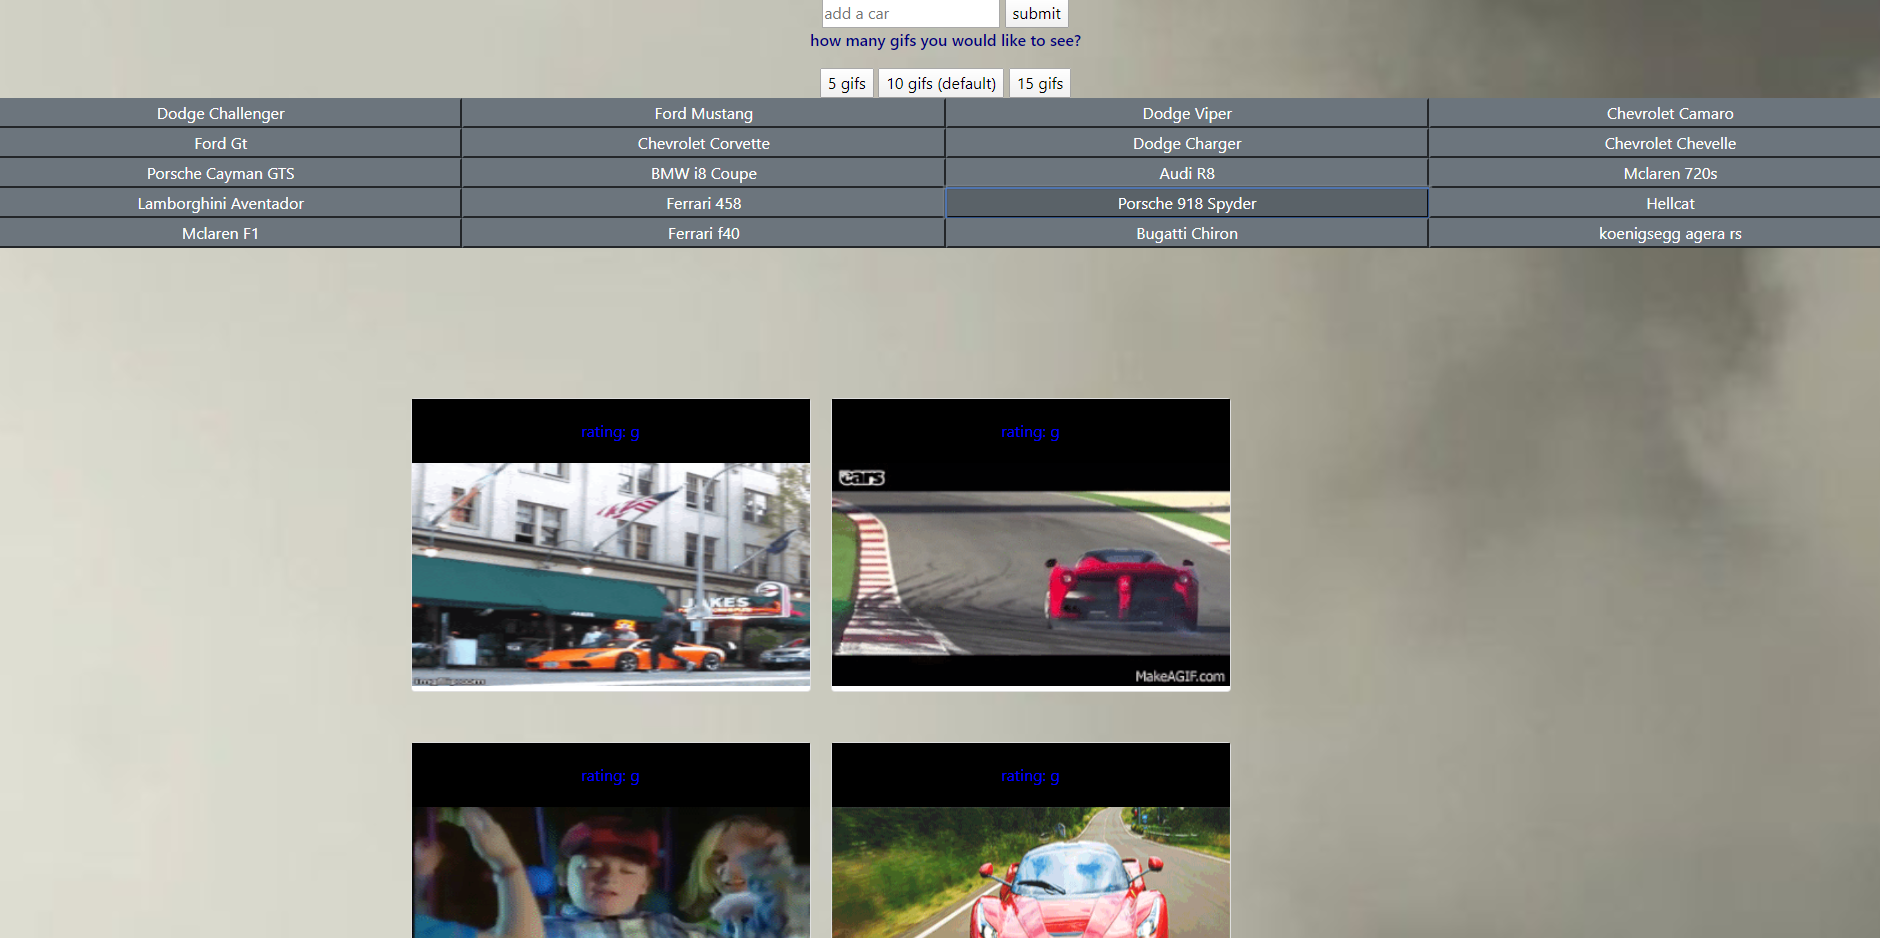 add a car submit
how many gifs you would like to see?
5 gifs 10 gifs (default) 15 gifs
Dodge Challenger Ford Mustang Dodge Viper Chevrolet Camaro
Ford Gt Chevrolet Corvette Dodge Charger Chevrolet Chevelle
Porsche Cayman GTS BMW i8 Coupe Audi R8 Mclaren 720s
Lamborghini Aventador Ferrari 458 Porsche 918 Spyder Hellcat
Mclaren F1 Ferrari f40 Bugatti Chiron koenigsegg agera rs
rating: g rating: g
cars
JAKES
imgflip.com MakeAGIF.com
rating: g rating: g